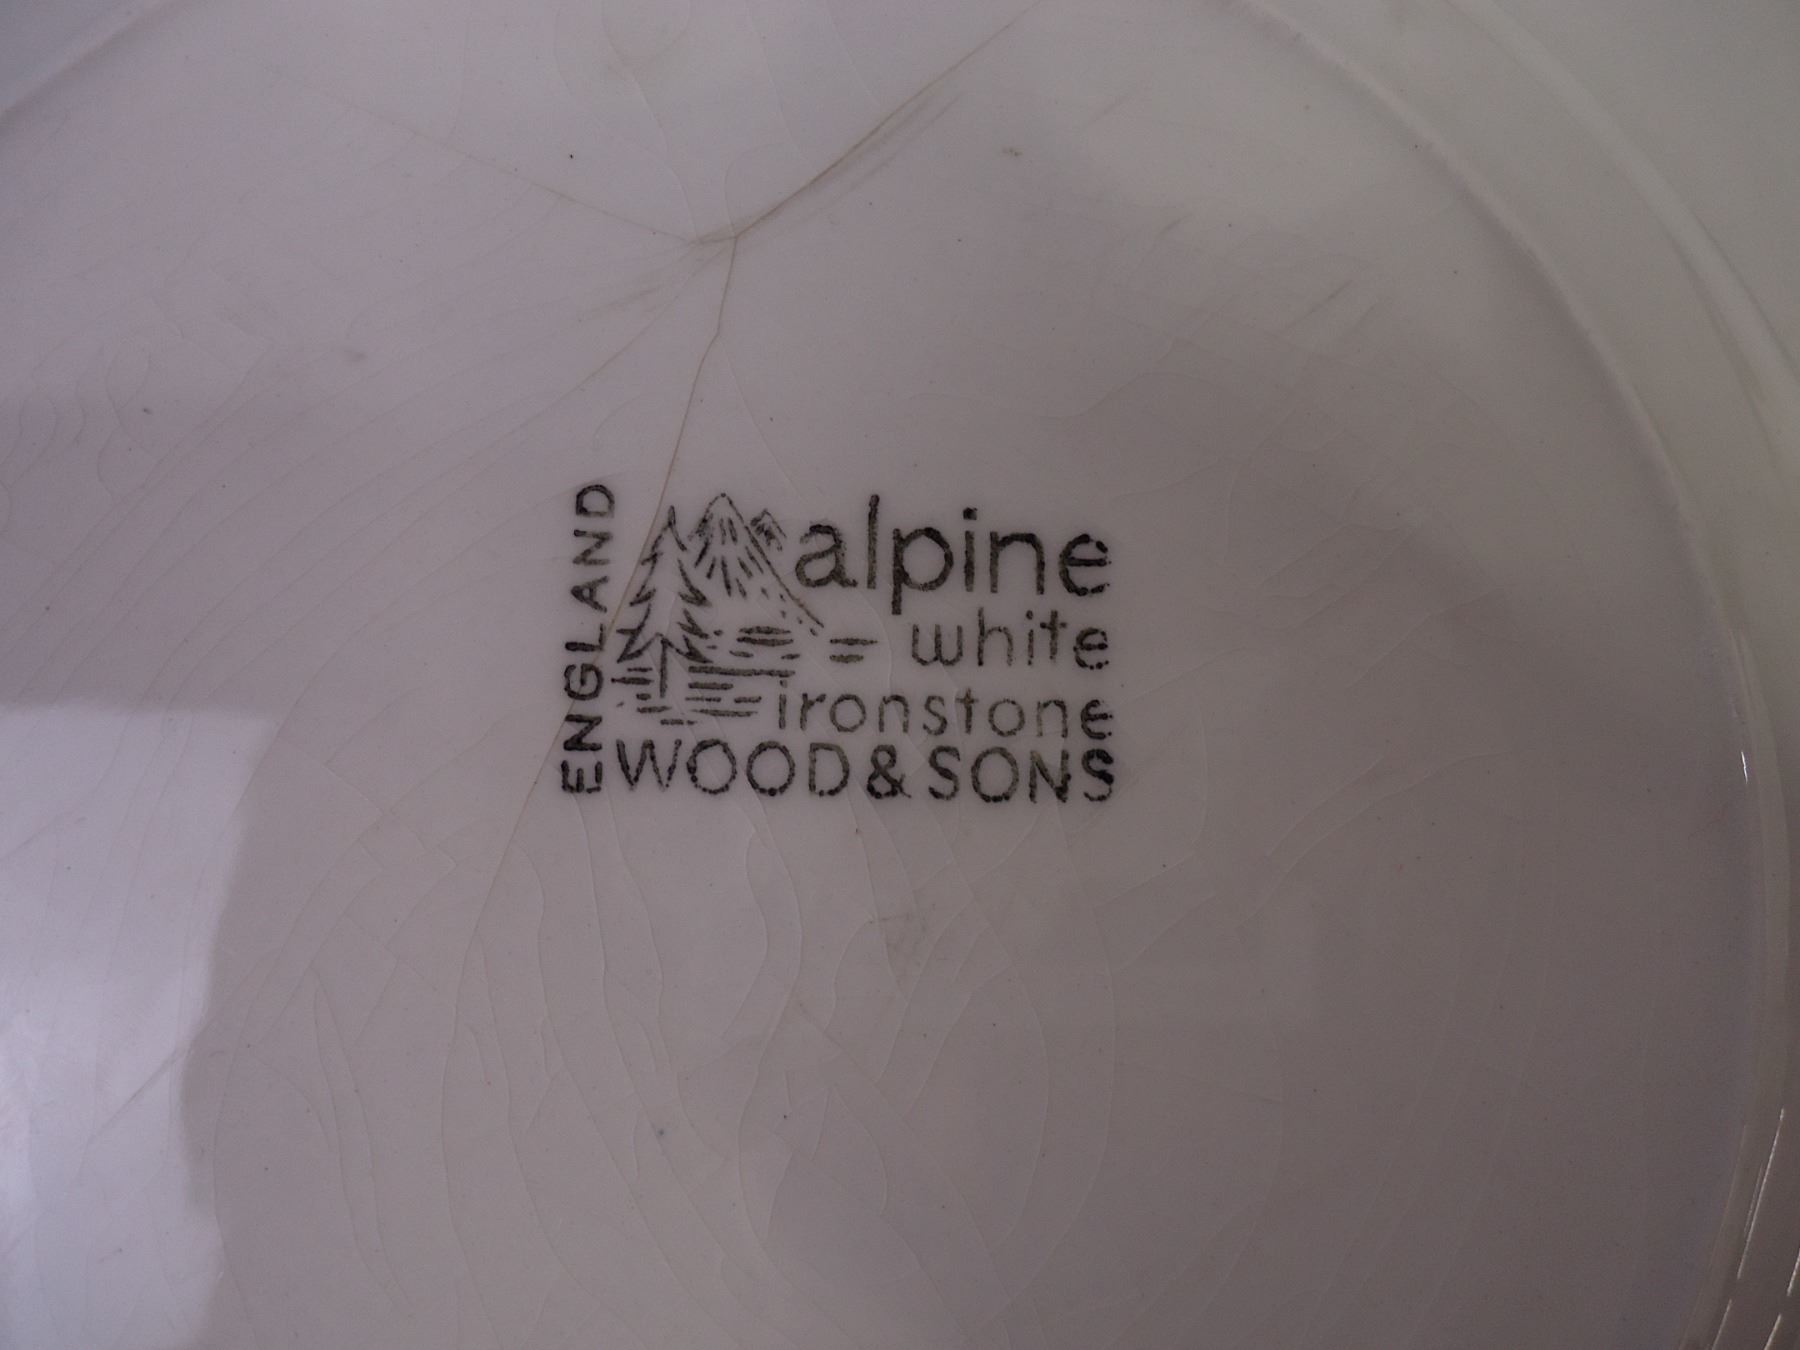 ENGLAND
alpine
white
ironstone
WOOD & SONS